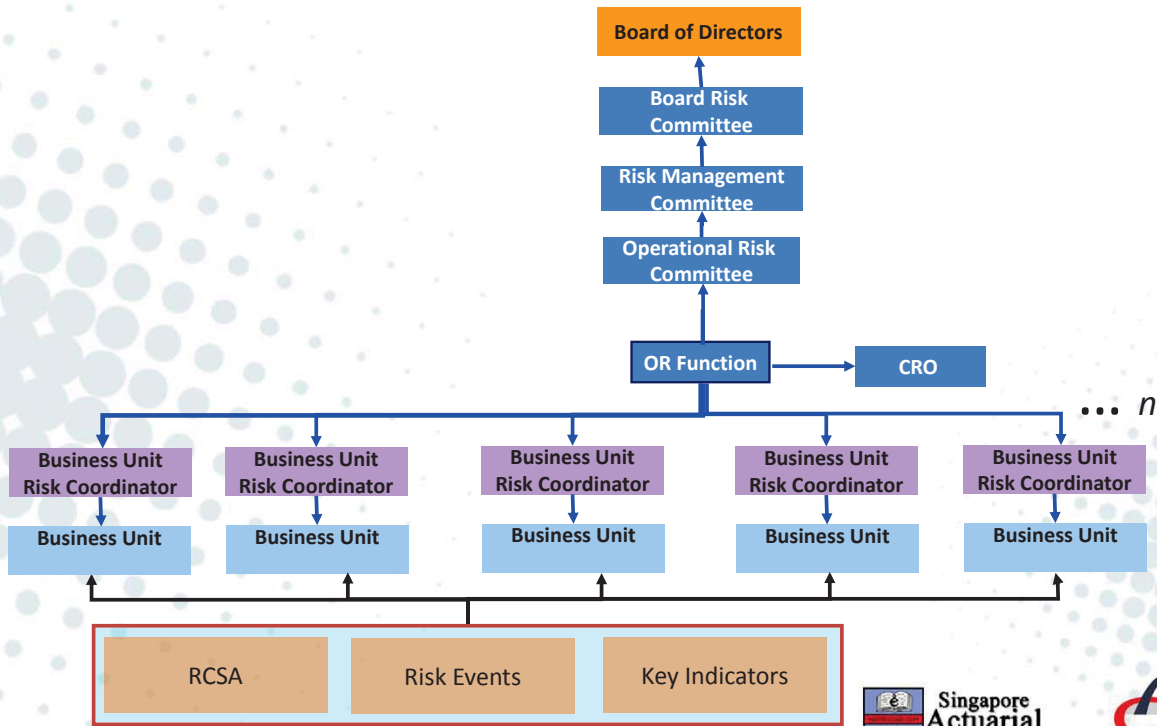 Board of Directors
Board Risk
Committee
Risk Management
Committee
Operational Risk
Committee
OR Function
CRO
... n
Business Unit
Risk Coordinator
Business Unit
Risk Coordinator
Business Unit
Risk Coordinator
Business Unit
Risk Coordinator
Business Unit
Risk Coordinator
Business Unit
Business Unit
Business Unit
Business Unit
Business Unit
RCSA
Risk Events
Key Indicators
Singapore
Actuarial